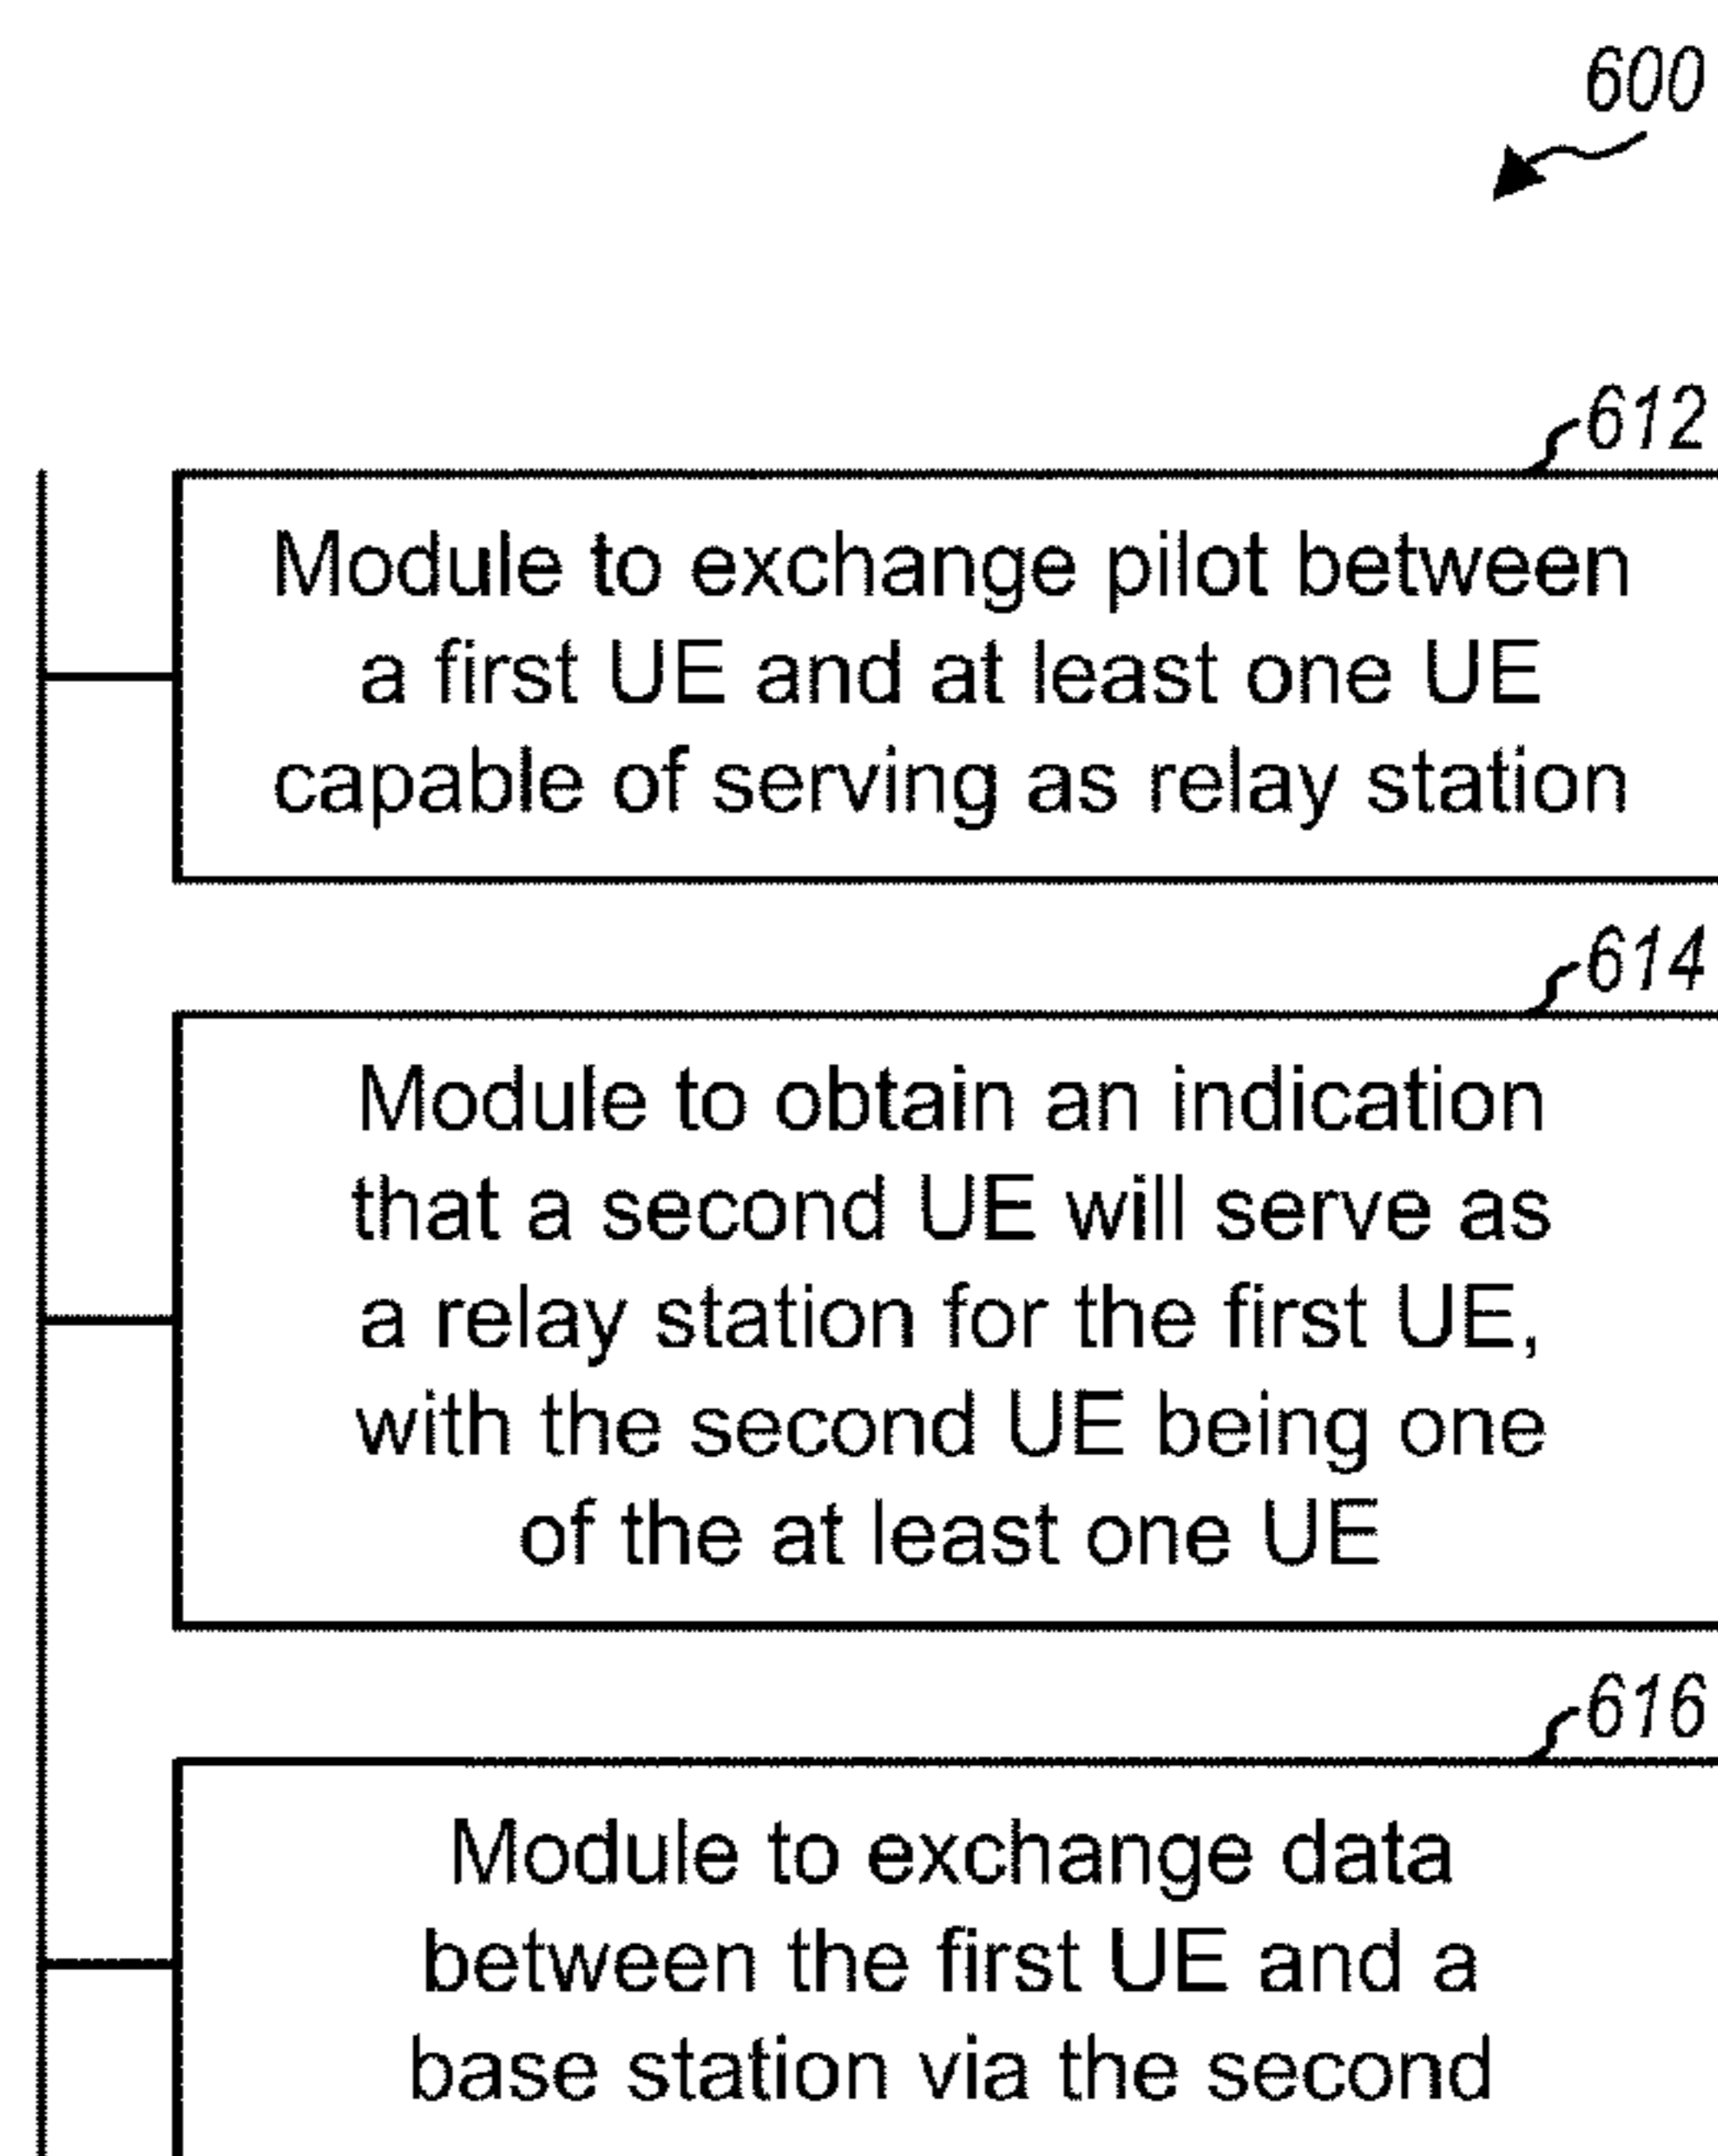 600
612
Module to exchange pilot between
a first UE and at least one UE
capable of serving as relay station
614
Module to obtain an indication
that a second UE will serve as
a relay station for the first UE,
with the second UE being one
of the at least one UE
616
Module to exchange data
between the first UE and a
base station via the second